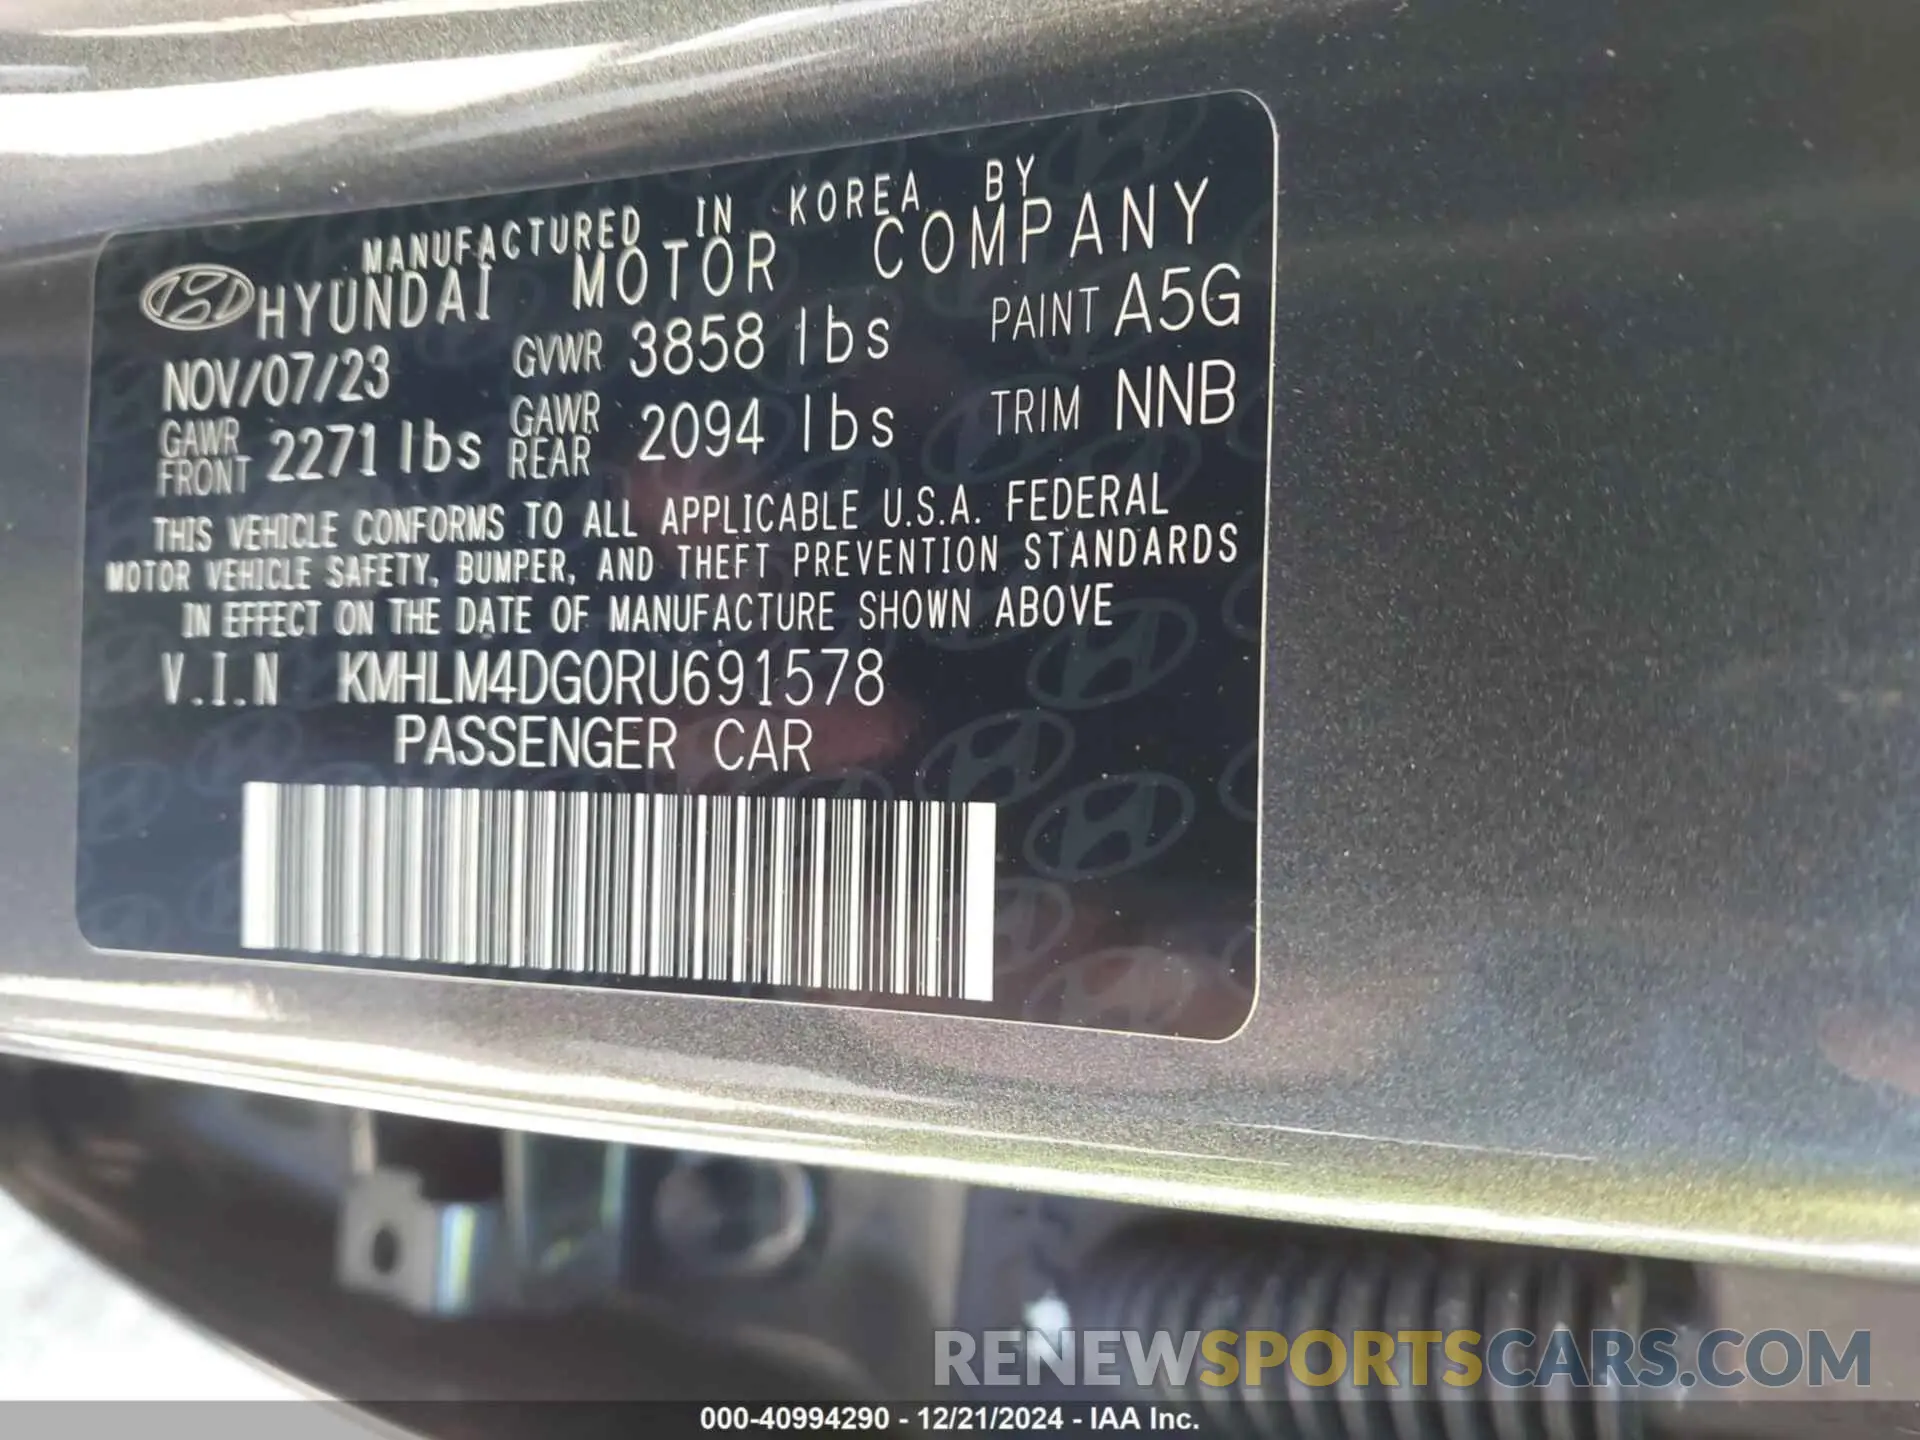 MANUFACTURED IN KOREA BY
HYUNDAI MOTOR COMPANY
NOV/07/23 GVWR 3858 lbs PAINT A5G
GAWR FRONT 2271 lbs GAWR REAR 2094 lbs TRIM NNB
THIS VEHICLE CONFORMS TO ALL APPLICABLE U.S.A. FEDERAL
MOTOR VEHICLE SAFETY, BUMPER, AND THEFT PREVENTION STANDARDS
IN EFFECT ON THE DATE OF MANUFACTURE SHOWN ABOVE
V.I.N KMHLM4DG0RU691578
PASSENGER CAR
RENEWSPORTSCARS.COM
000-40994290 - 12/21/2024 - IAA Inc.